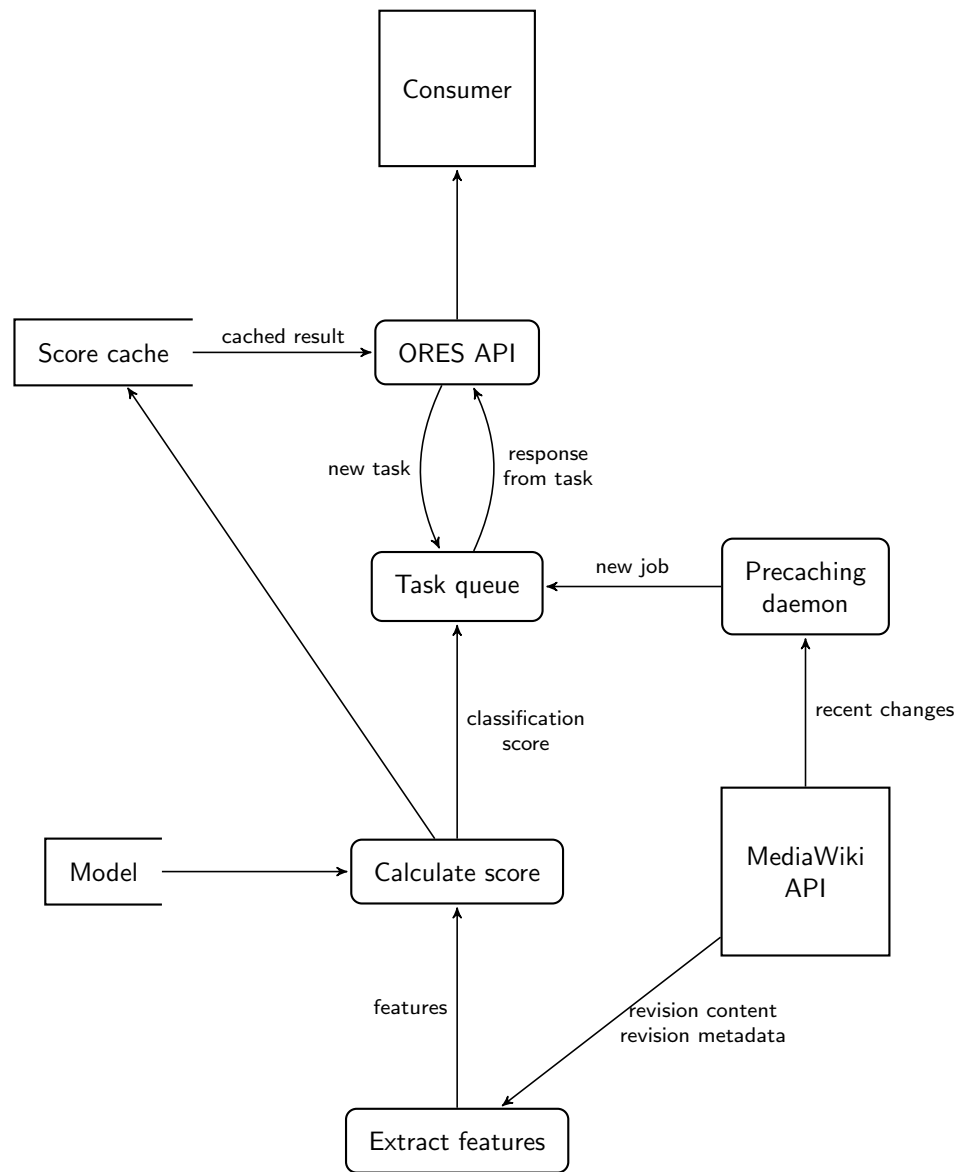 Consumer
Score cache
cached result
ORES API
new task
response
from task
Task queue
new job
Precaching
daemon
classification
score
recent changes
Model
Calculate score
MediaWiki
API
features
revision content
revision metadata
Extract features